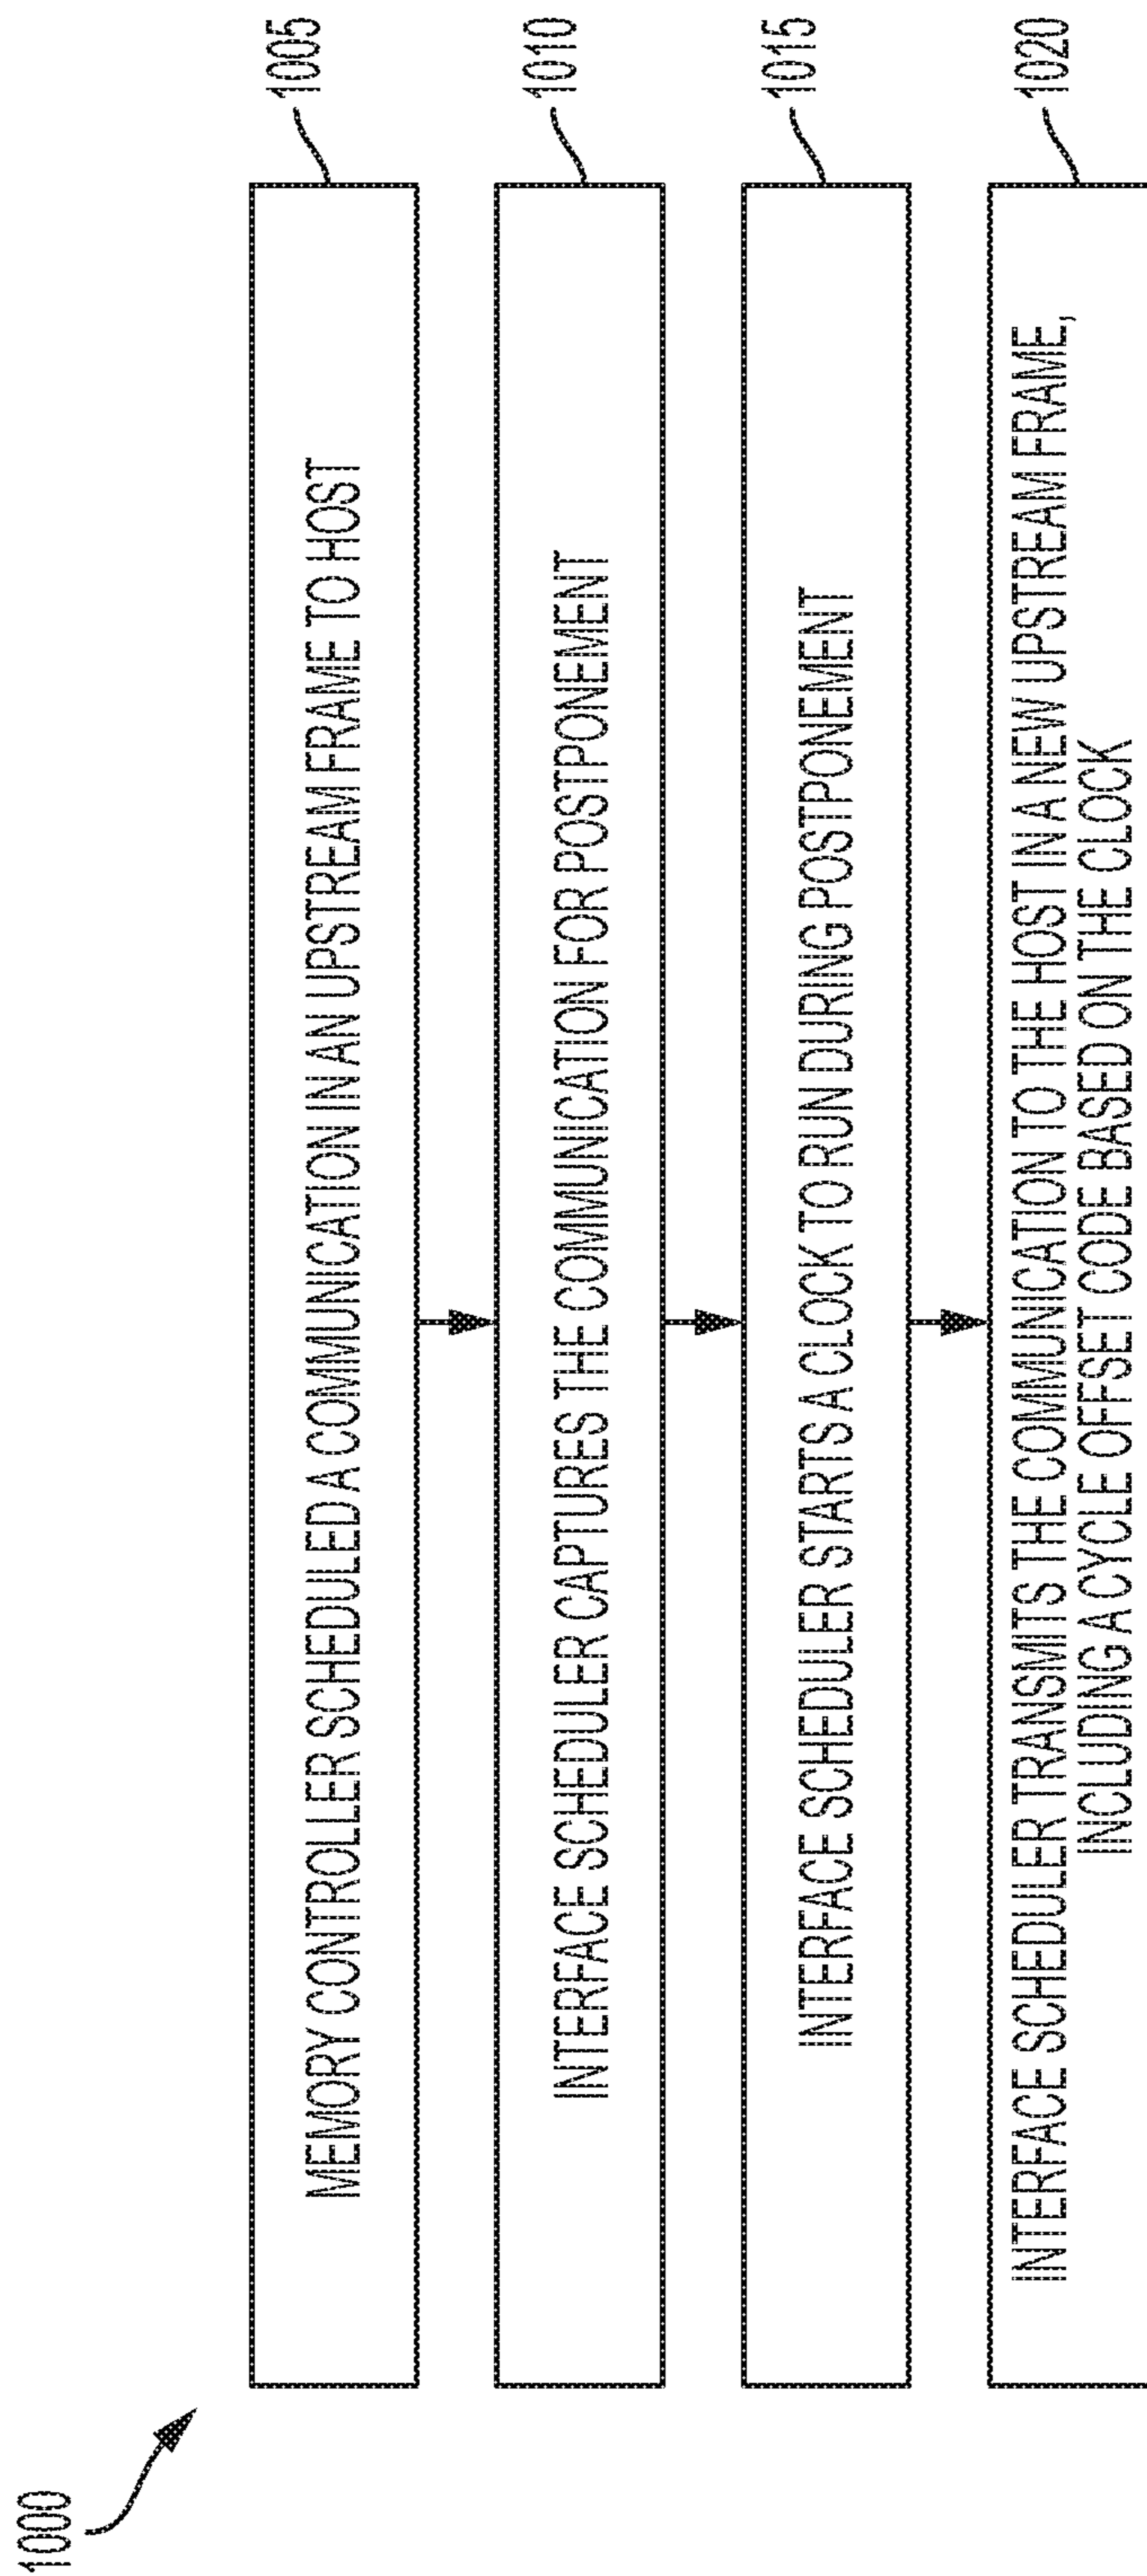 1000
MEMORY CONTROLLER SCHEDULED A COMMUNICATION IN AN UPSTREAM FRAME TO HOST
1005
INTERFACE SCHEDULER CAPTURES THE COMMUNICATION FOR POSTPONEMENT
1010
INTERFACE SCHEDULER STARTS A CLOCK TO RUN DURING POSTPONEMENT
1015
INTERFACE SCHEDULER TRANSMITS THE COMMUNICATION TO THE HOST IN A NEW UPSTREAM FRAME,
INCLUDING A CYCLE OFFSET CODE BASED ON THE CLOCK
1020